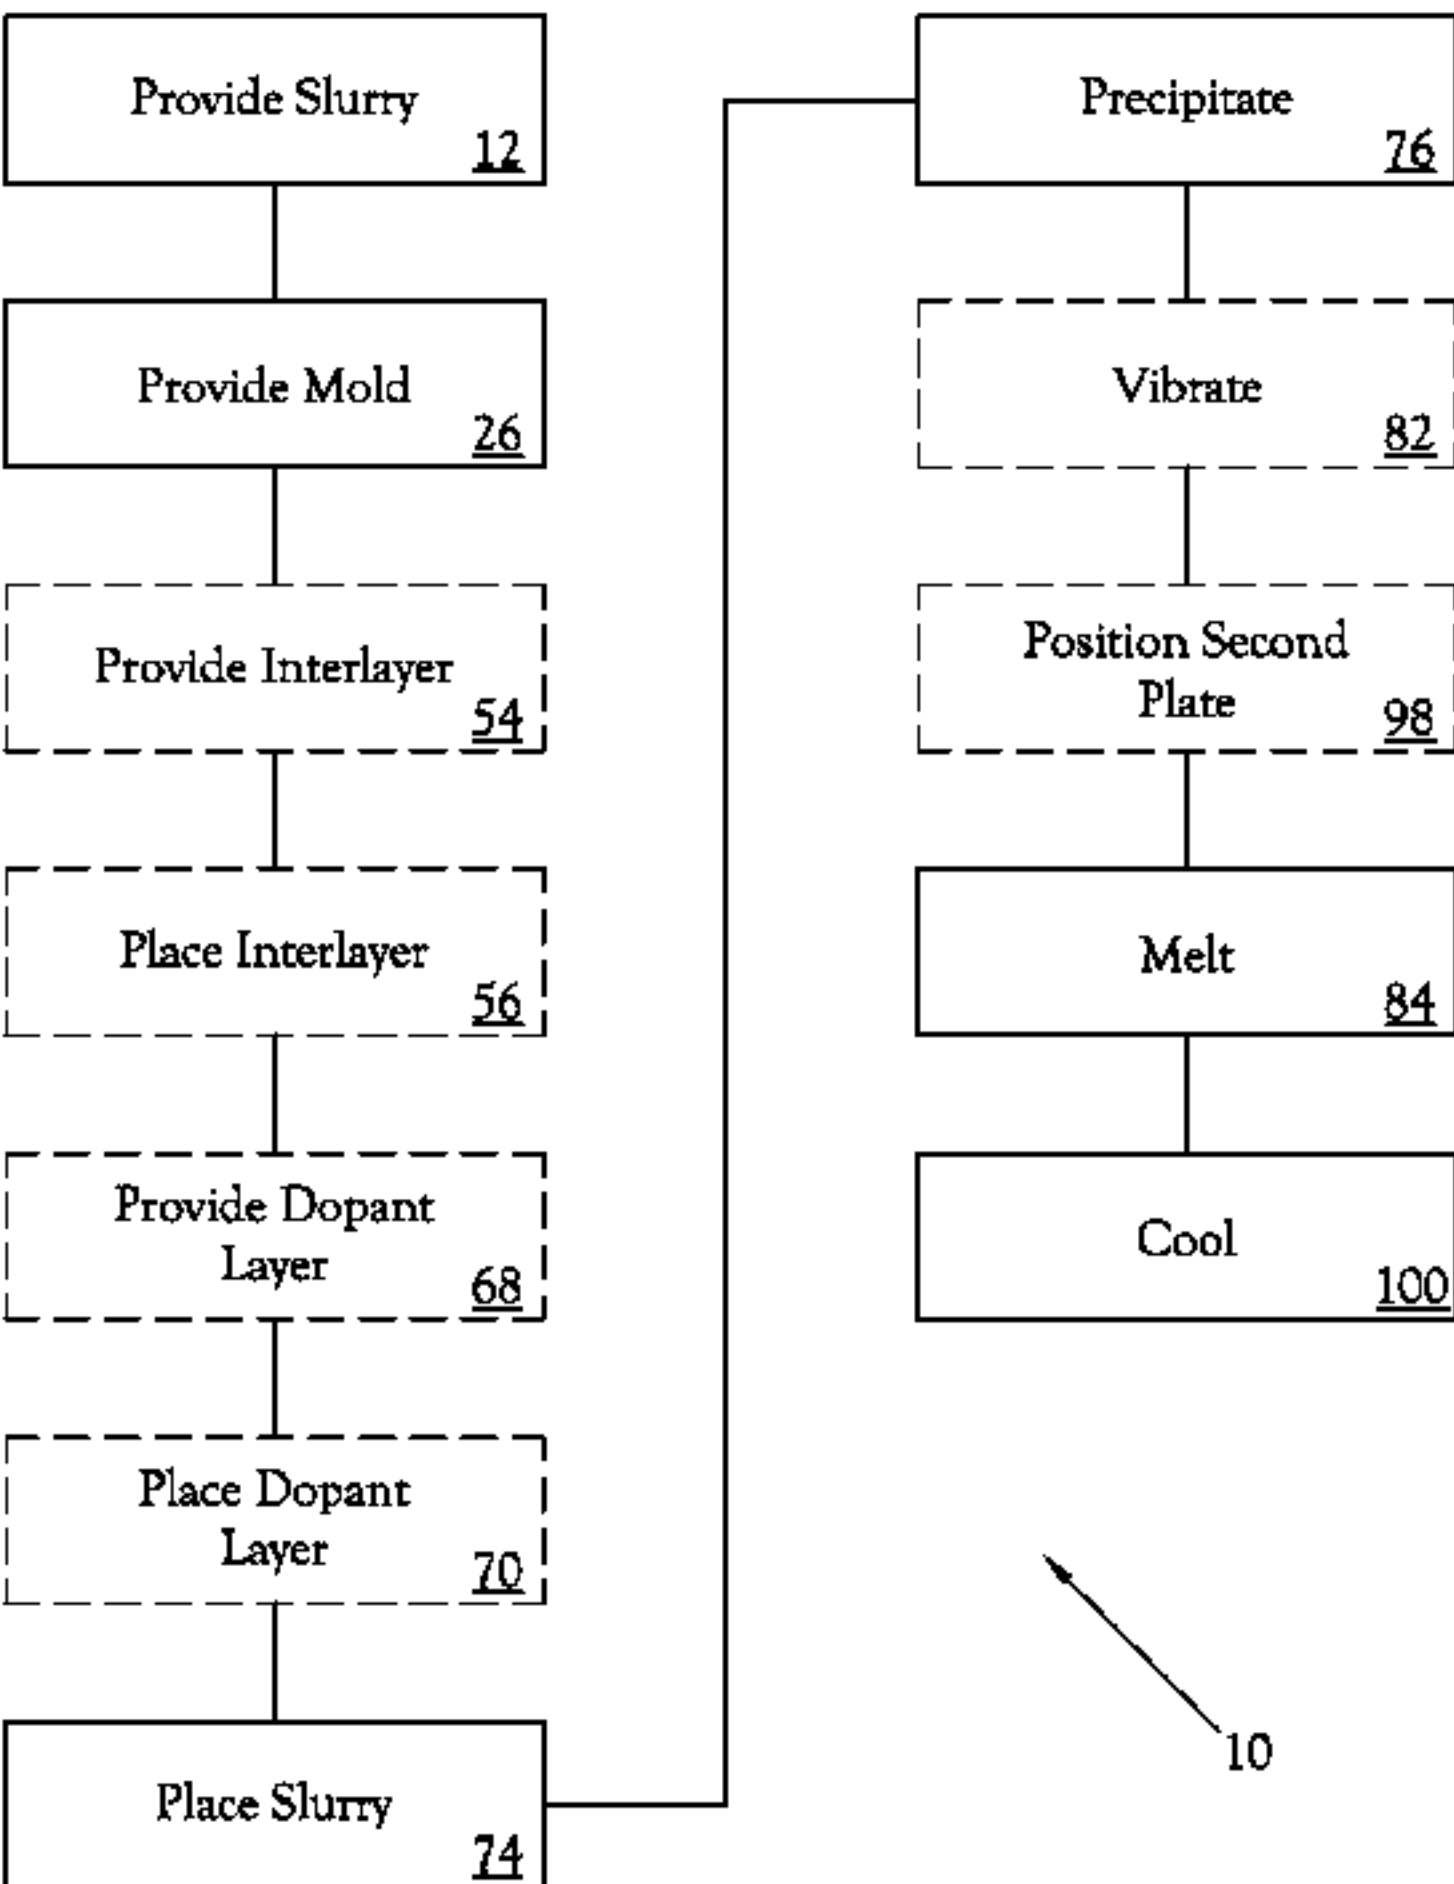 Provide Slurry
12
Provide Mold
26
Provide Interlayer
54
Place Interlayer
56
Provide Dopant
Layer
68
Place Dopant
Layer
70
Place Slurry
74
Precipitate
76
Vibrate
82
Position Second
Plate
98
Melt
84
Cool
100
10